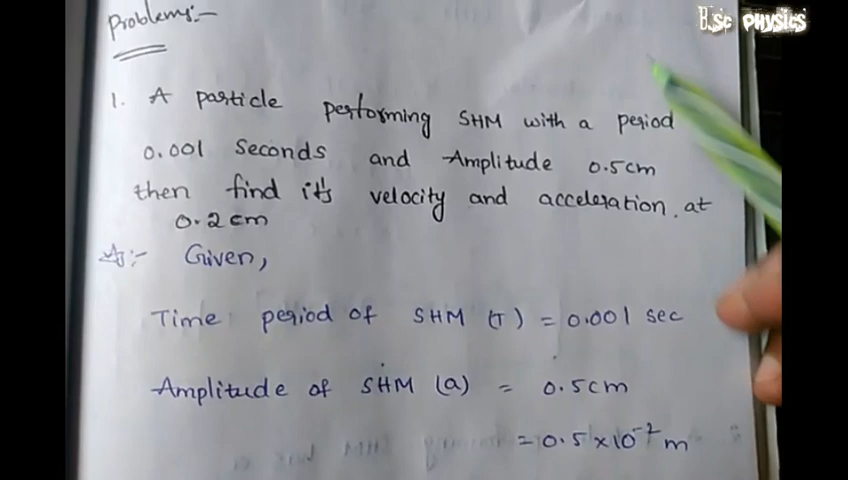 Problems:-
B.Sc PHYSICS
1. A particle performing SHM with a period
0.001 Seconds and Amplitude 0.5cm
then find it's velocity and acceleration. at
0.2cm
A:- Given,
Time period of SHM (T) = 0.001 sec
Amplitude of SHM (a) = 0.5cm
= 0.5 x 10⁻² m